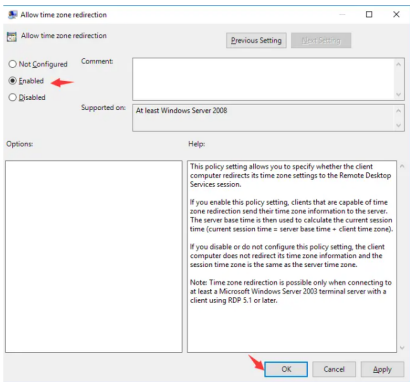 Allow time zone redirection
Allow time zone redirection
Previous Setting
Next Setting
Not Configured
Comment:
Enabled
Disabled
Supported on:
At least Windows Server 2008
Options:
Help:
This policy setting allows you to specify whether the client
computer redirects its time zone settings to the Remote Desktop
Services session.
If you enable this policy setting, clients that are capable of time
zone redirection send their time zone information to the server.
The server base time is then used to calculate the current session
time (current session time = server base time + client time zone).
If you disable or do not configure this policy setting, the client
computer does not redirect its time zone information and the
session time zone is the same as the server time zone.
Note: Time zone redirection is possible only when connecting to
at least a Microsoft Windows Server 2003 terminal server with a
client using RDP 5.1 or later.
OK
Cancel
Apply